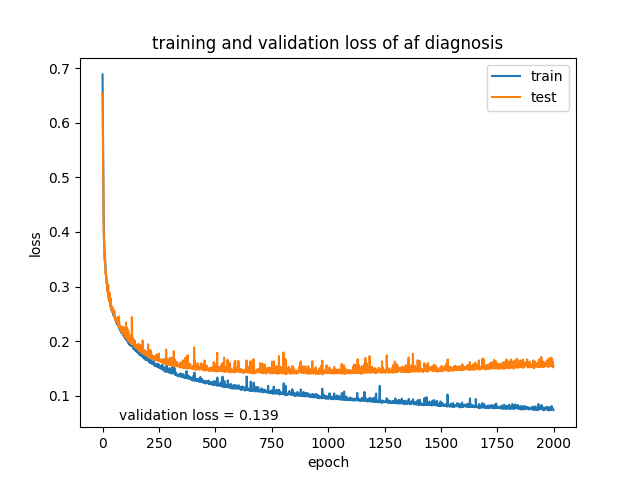 training and validation loss of af diagnosis
train
test
loss
0.7
0.6
0.5
0.4
0.3
0.2
0.1
validation loss = 0.139
0
250
500
750
1000
1250
1500
1750
2000
epoch